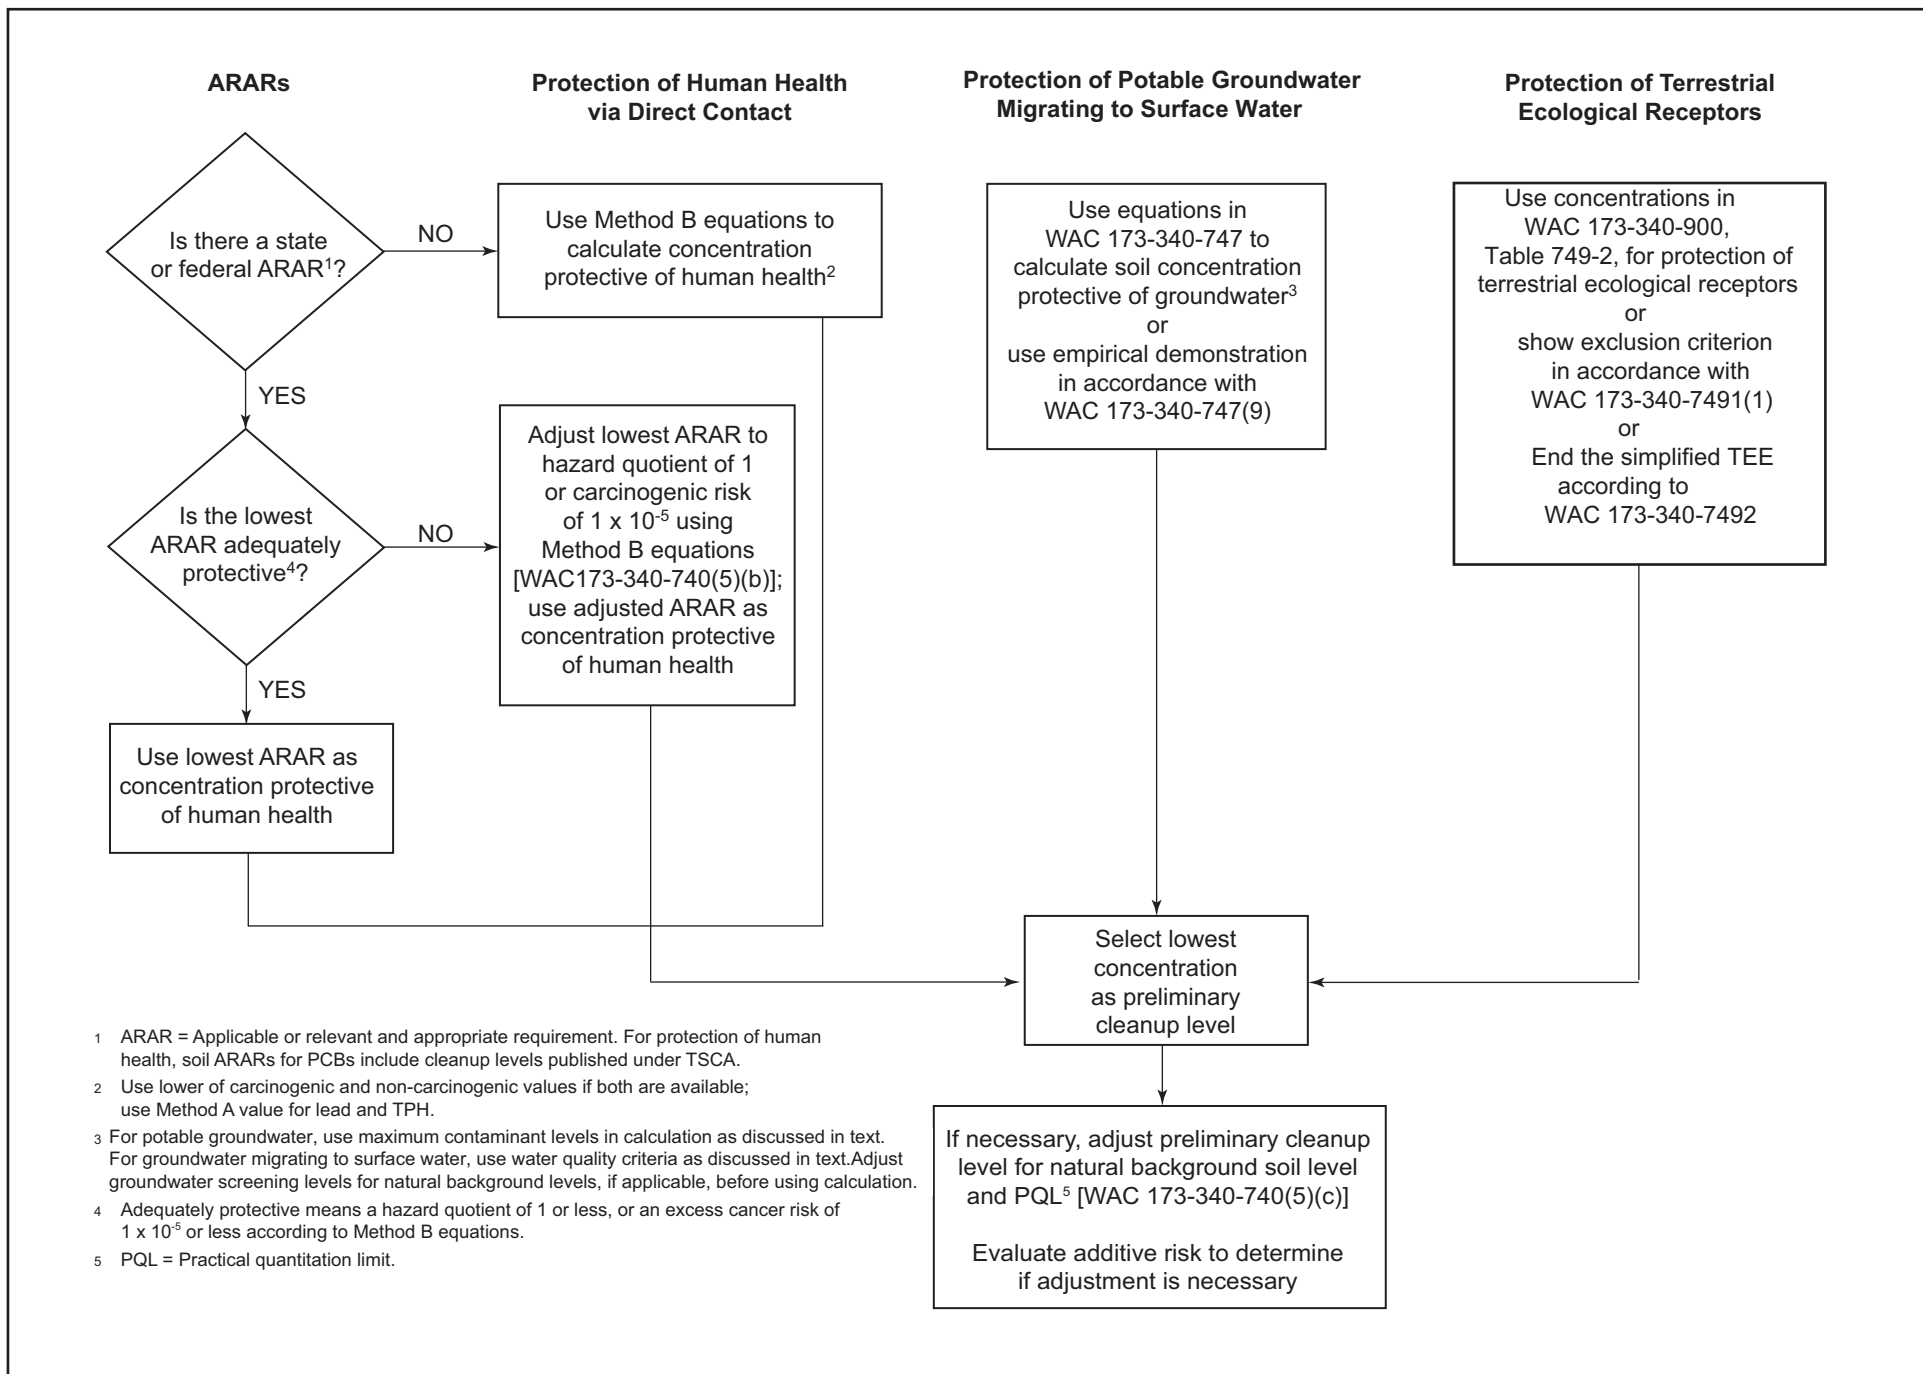 ARARs
Is there a state
or federal ARAR1?
YES
NO
Is the lowest
ARAR adequately
protective4?
NO
YES
Use lowest ARAR as
concentration protective
of human health
Protection of Human Health
via Direct Contact
Use Method B equations to
calculate concentration
protective of human health2
Adjust lowest ARAR to
hazard quotient of 1
or carcinogenic risk
of 1 x 10-5 using
Method B equations
[WAC173-340-740(5)(b)];
use adjusted ARAR as
concentration protective
of human health
Protection of Potable Groundwater
Migrating to Surface Water
Use equations in
WAC 173-340-747 to
calculate soil concentration
protective of groundwater3
or
use empirical demonstration
in accordance with
WAC 173-340-747(9)
Protection of Terrestrial
Ecological Receptors
Use concentrations in
WAC 173-340-900,
Table 749-2, for protection of
terrestrial ecological receptors
or
show exclusion criterion
in accordance with
WAC 173-340-7491(1)
or
End the simplified TEE
according to
WAC 173-340-7492
Select lowest
concentration
as preliminary
cleanup level
If necessary, adjust preliminary cleanup
level for natural background soil level
and PQL5 [WAC 173-340-740(5)(c)]
Evaluate additive risk to determine
if adjustment is necessary
1 ARAR = Applicable or relevant and appropriate requirement. For protection of human
health, soil ARARs for PCBs include cleanup levels published under TSCA.
2 Use lower of carcinogenic and non-carcinogenic values if both are available;
use Method A value for lead and TPH.
3 For potable groundwater, use maximum contaminant levels in calculation as discussed in text.
For groundwater migrating to surface water, use water quality criteria as discussed in text.Adjust
groundwater screening levels for natural background levels, if applicable, before using calculation.
4 Adequately protective means a hazard quotient of 1 or less, or an excess cancer risk of
1 x 10-5 or less according to Method B equations.
5 PQL = Practical quantitation limit.